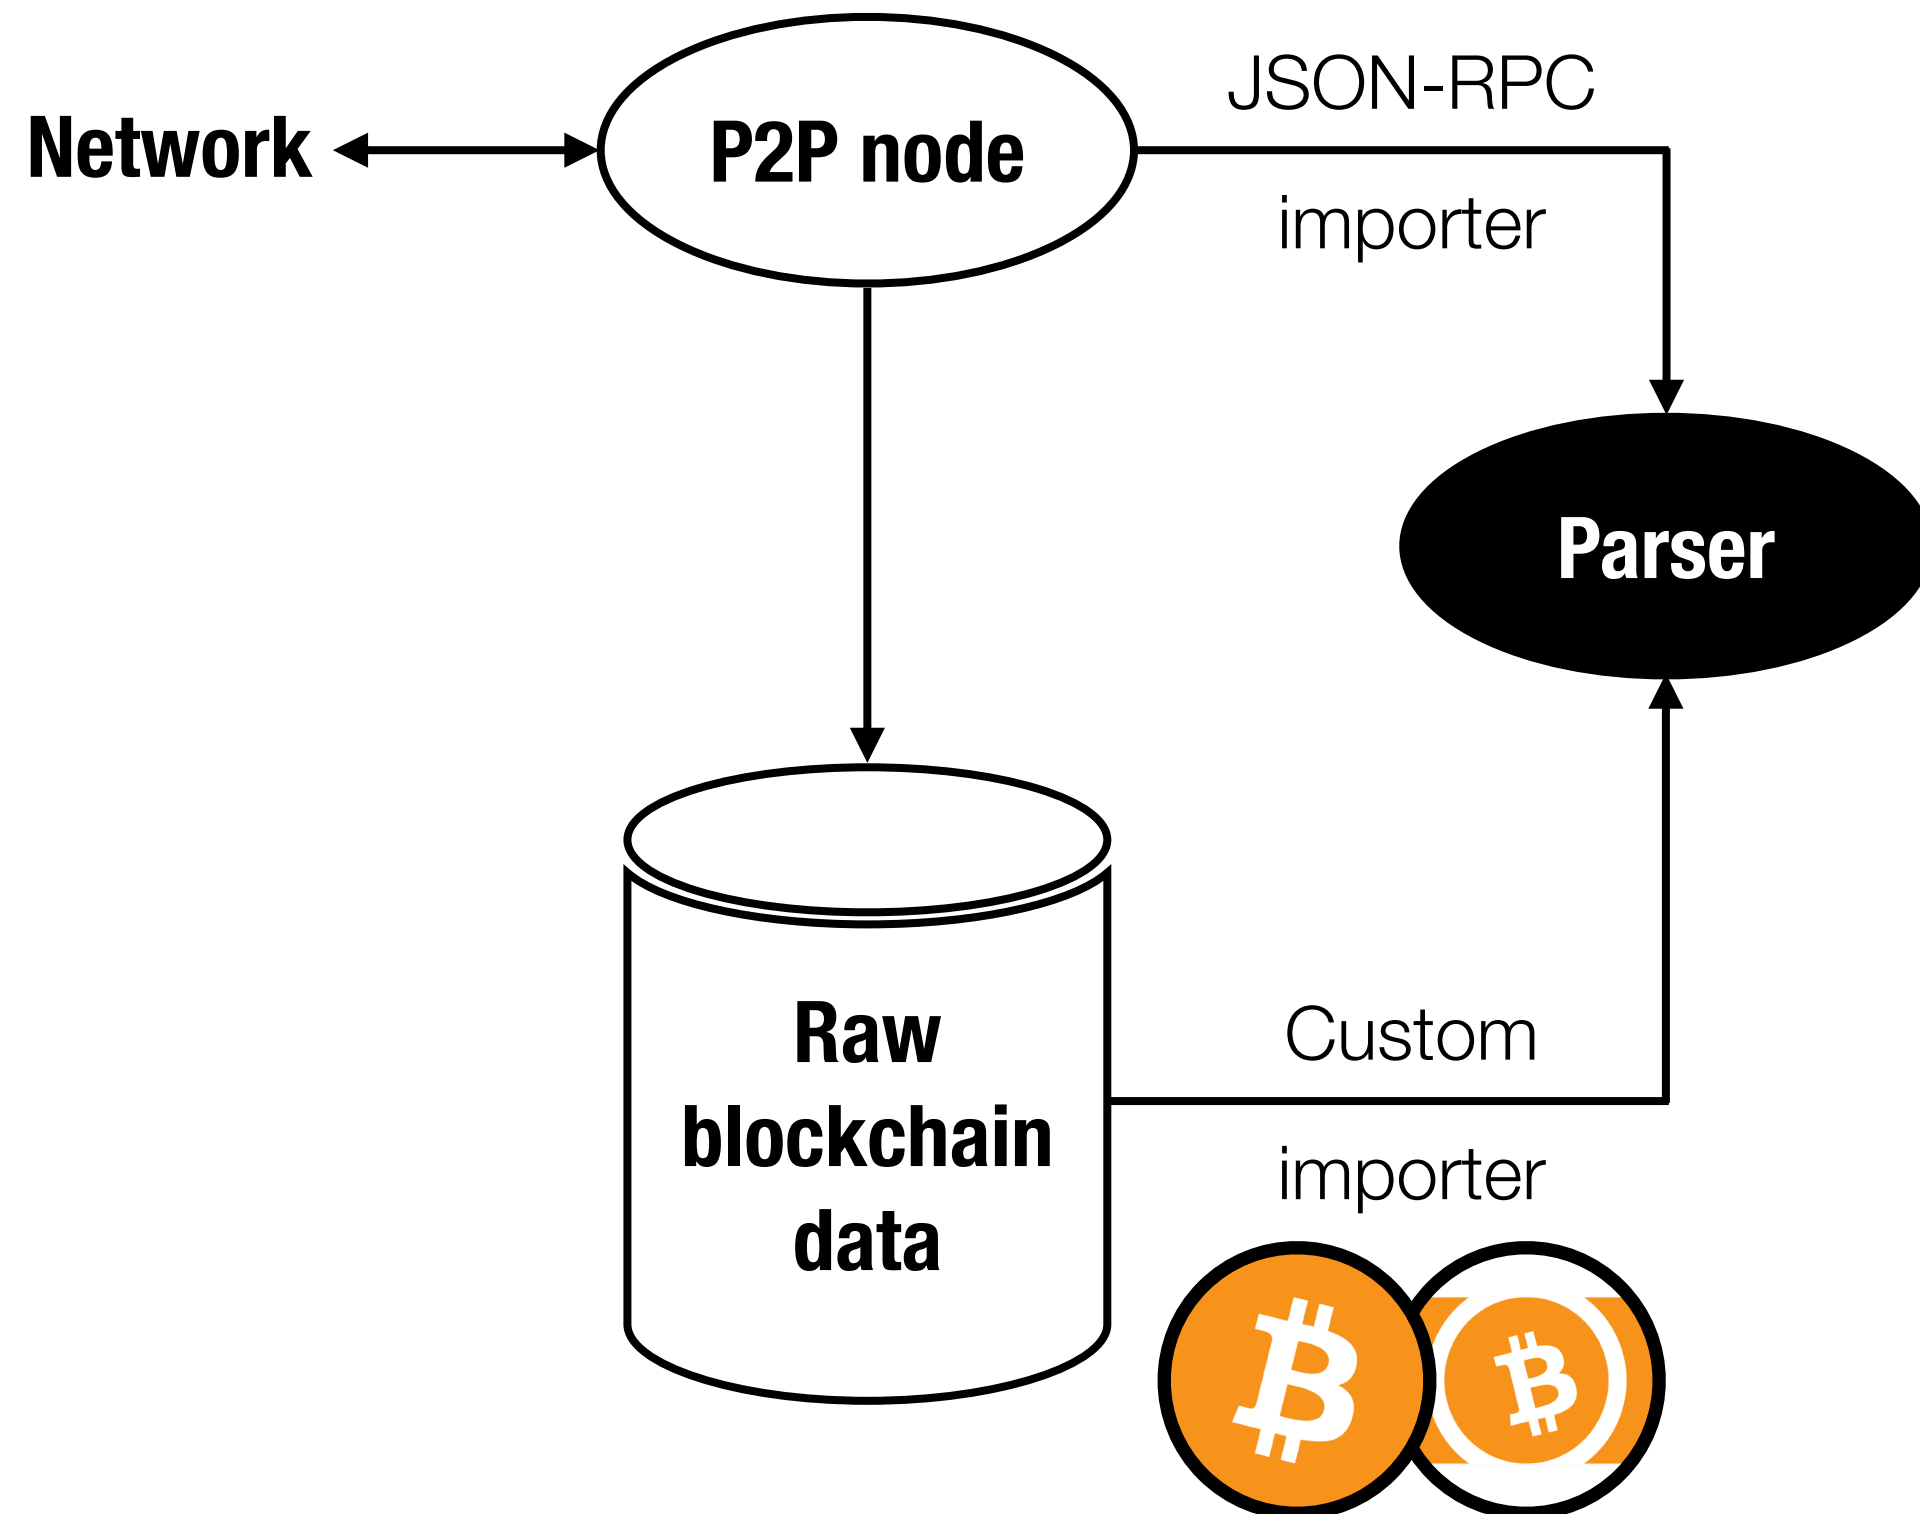 Network
P2P node
JSON-RPC
importer
Parser
Raw
blockchain
data
Custom
importer